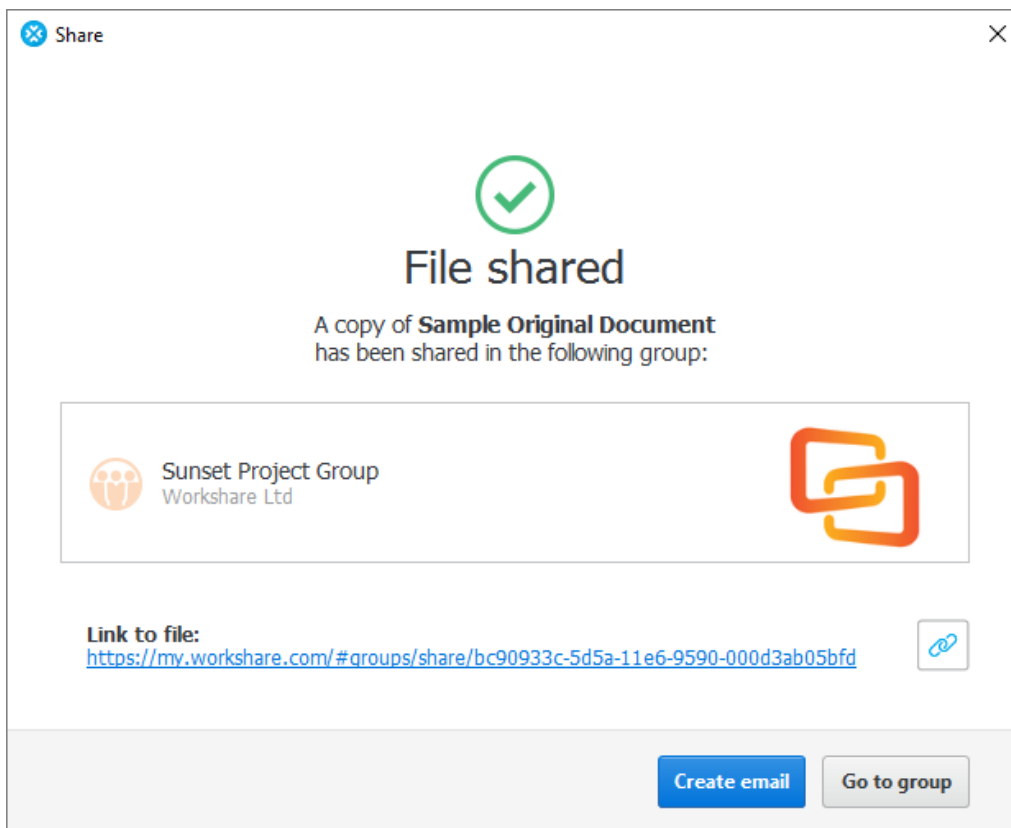 Share
File shared
A copy of Sample Original Document
has been shared in the following group:
Sunset Project Group
Workshare Ltd
Link to file:
https://my.workshare.com/#groups/share/bc90933c-5d5a-11e6-9590-000d3ab05bfd
Create email
Go to group